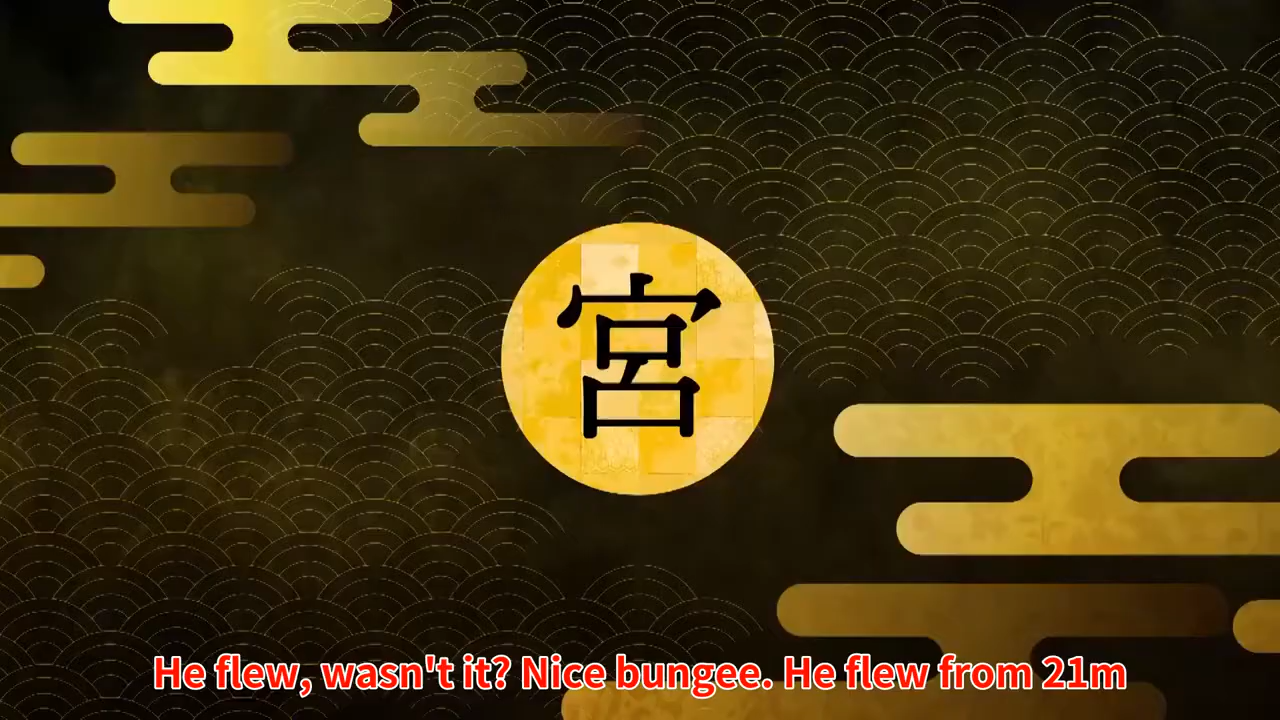 宮
He flew, wasn't it? Nice bungee. He flew from 21m